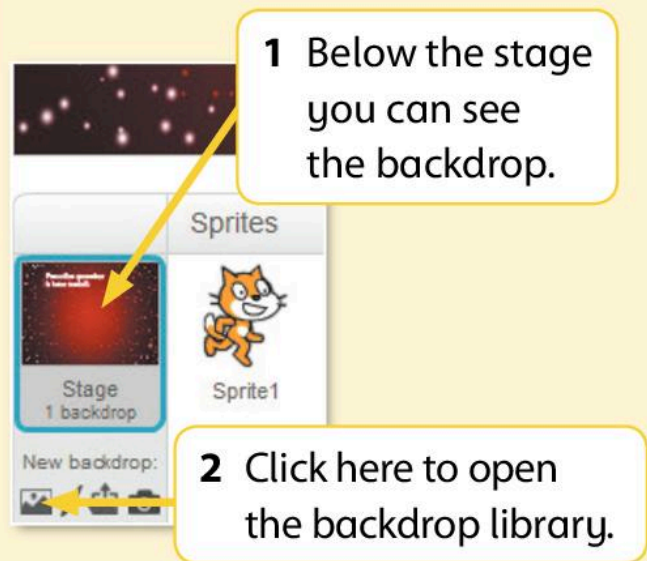 1 Below the stage
you can see
the backdrop.
Sprites
Stage
1 backdrop
Sprite1
New backdrop:
2 Click here to open
the backdrop library.